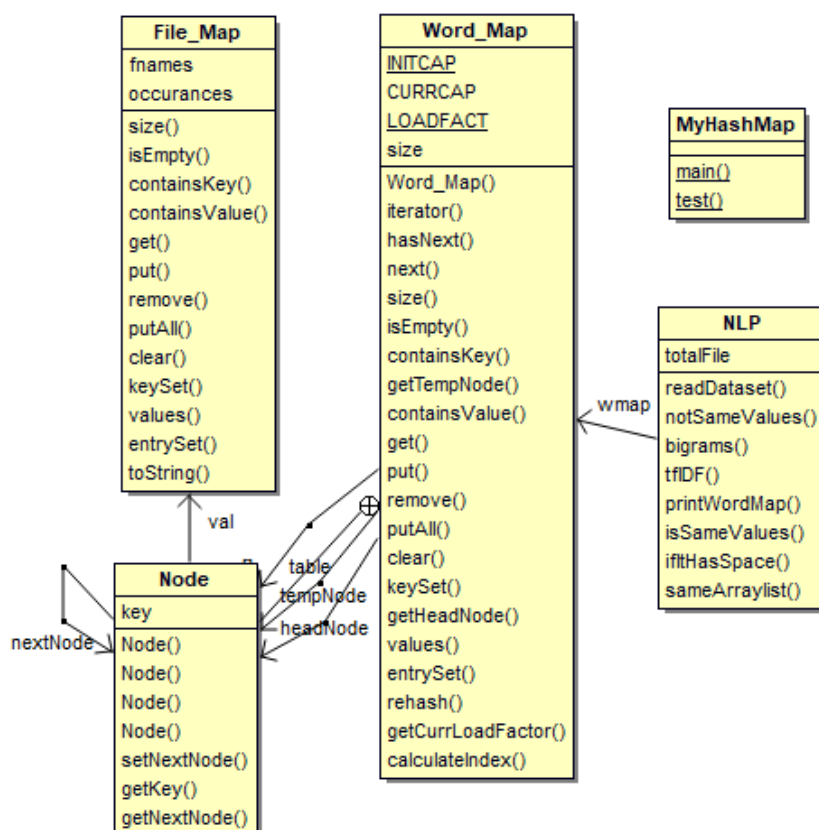 File_Map
fnames
occurances
size()
isEmpty()
containsKey()
containsValue()
get()
put()
remove()
putAll()
clear()
keySet()
values()
entrySet()
toString()
Word_Map
INITCAP
CURRCAP
LOADFACT
size
Word_Map()
iterator()
hasNext()
next()
size()
isEmpty()
containsKey()
getTempNode()
containsValue()
get()
put()
remove()
putAll()
clear()
keySet()
getHeadNode()
values()
entrySet()
rehash()
getCurrLoadFactor()
calculateIndex()
MyHashMap
main()
test()
NLP
totalFile
readDataset()
notSameValues()
bigrams()
tfIDF()
printWordMap()
isSameValues()
ifItHasSpace()
sameArraylist()
wmap
val
table
tempNode
headNode
nextNode
Node
key
Node()
Node()
Node()
Node()
setNextNode()
getKey()
getNextNode()